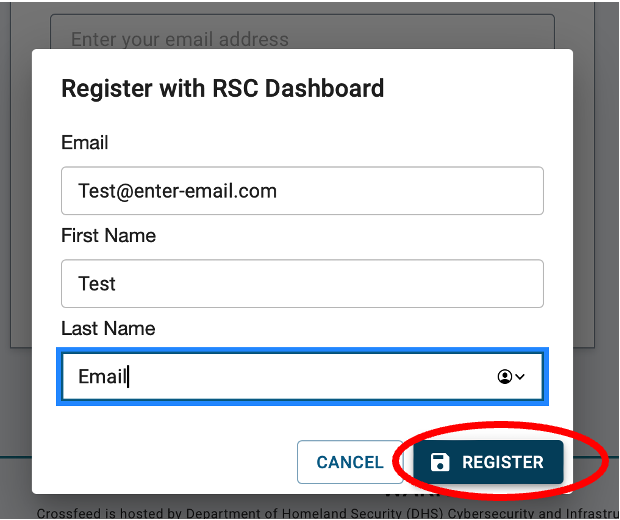 Enter your email address
Register with RSC Dashboard
Email
Test@enter-email.com
First Name
Test
Last Name
Email
CANCEL
REGISTER
Crossfeed is hosted by Department of Homeland Security (DHS) Cybersecurity and Infrastru